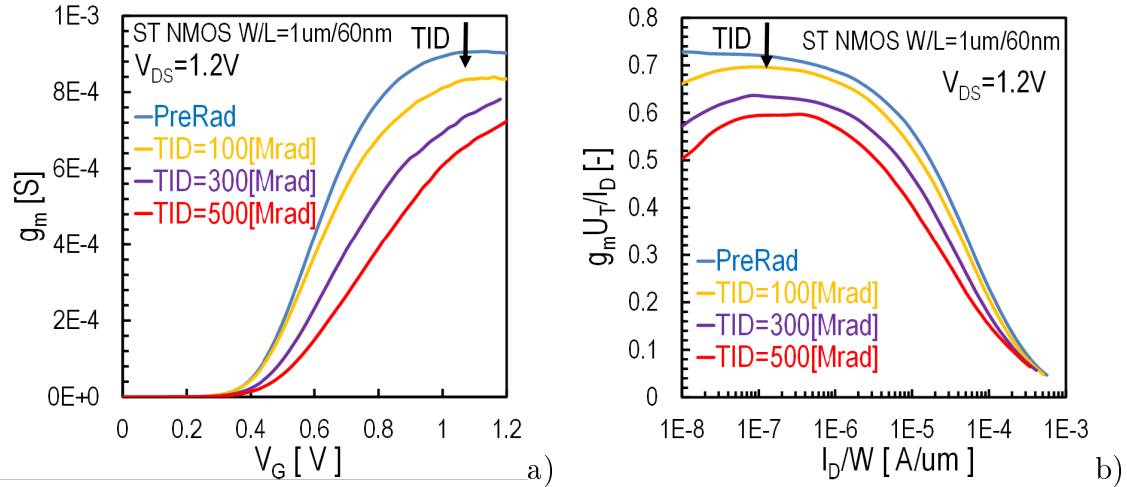 1E-3
8E-4
6E-4
4E-4
2E-4
0E+0
g_m [S]
ST NMOS W/L=1um/60nm
TID
V_DS=1.2V
PreRad
TID=100[Mrad]
TID=300[Mrad]
TID=500[Mrad]
0 0.2 0.4 0.6 0.8 1 1.2
V_G [ V ]
a)
0.8
0.7
0.6
0.5
0.4
0.3
0.2
0.1
0
g_mU_T/I_D [-]
TID
ST NMOS W/L=1um/60nm
V_DS=1.2V
PreRad
TID=100[Mrad]
TID=300[Mrad]
TID=500[Mrad]
1E-8 1E-7 1E-6 1E-5 1E-4 1E-3
I_D/W [ A/um ]
b)